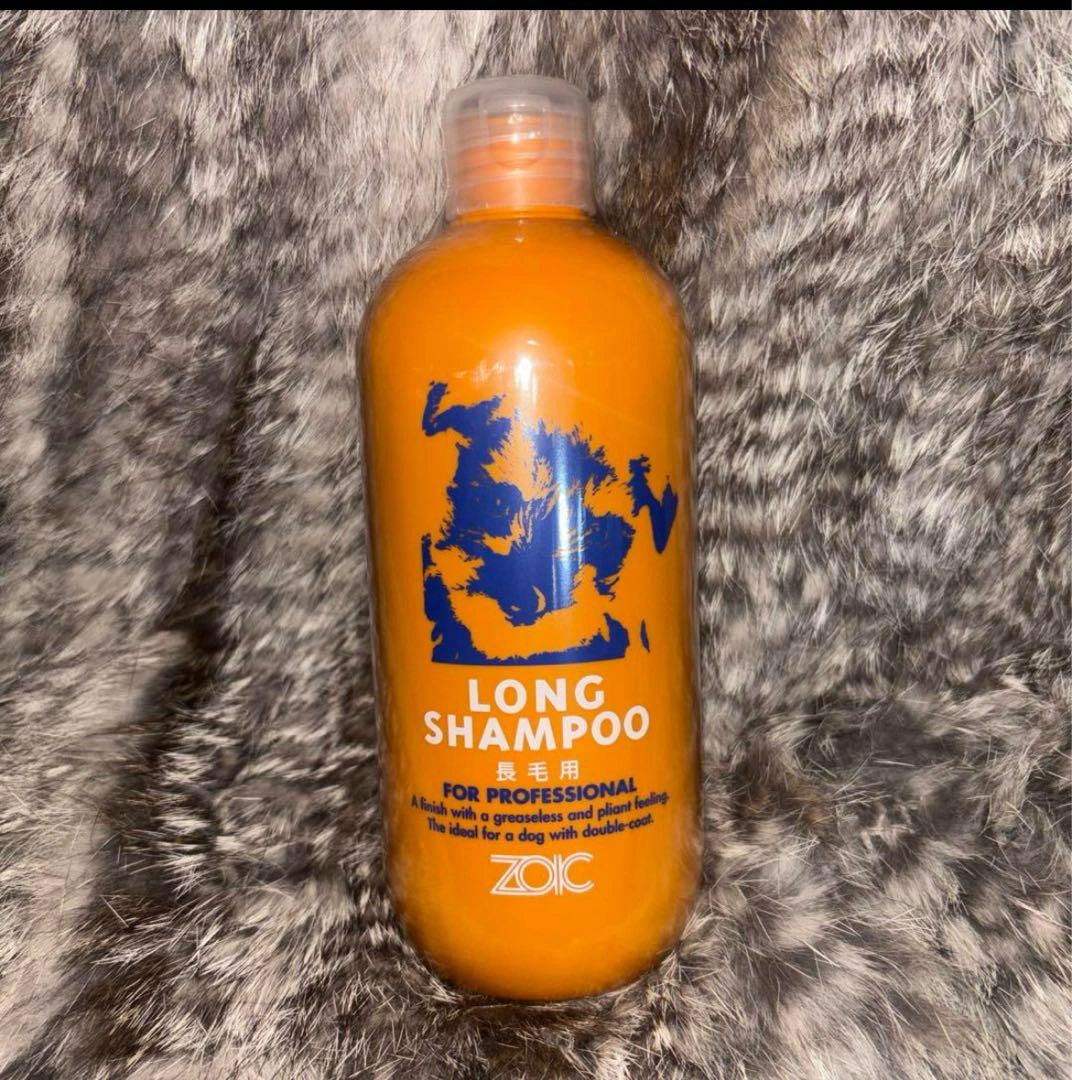 LONG
SHAMPOO
長毛用
FOR PROFESSIONAL
A finish with a greaseless and pliant feeling.
The ideal for a dog with double-coat.
ZOIC